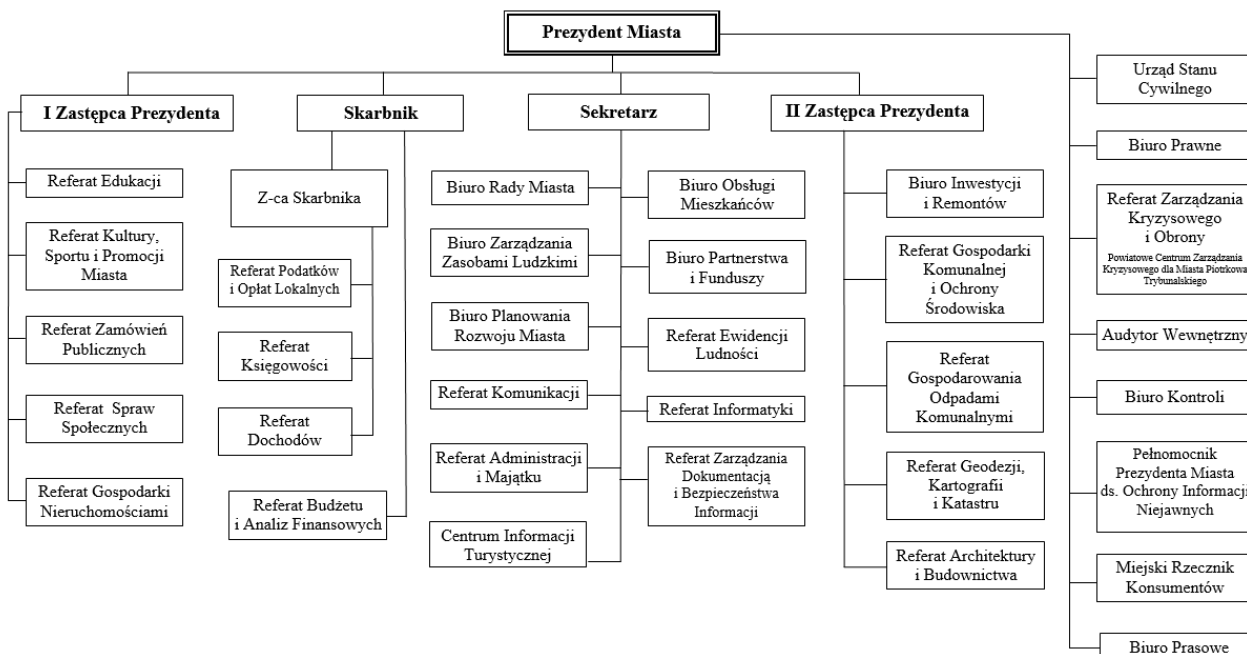 Prezydent Miasta
I Zastępca Prezydenta
Referat Edukacji
Referat Kultury,
Sportu i Promocji
Miasta
Referat Zamówień
Publicznych
Referat Spraw
Społecznych
Referat Gospodarki
Nieruchomościami
Skarbnik
Z-ca Skarbnika
Referat Podatków
i Opłat Lokalnych
Referat
Księgowości
Referat
Dochodów
Referat Budżetu
i Analiz Finansowych
Sekretarz
Biuro Rady Miasta
Biuro Zarządzania
Zasobami Ludzkimi
Biuro Planowania
Rozwoju Miasta
Referat Komunikacji
Referat Administracji
i Majątku
Centrum Informacji
Turystycznej
Biuro Obsługi
Mieszkańców
Biuro Partnerstwa
i Funduszy
Referat Ewidencji
Ludności
Referat Informatyki
Referat Zarządzania
Dokumentacją
i Bezpieczeństwa
Informacji
II Zastępca Prezydenta
Biuro Inwestycji
i Remontów
Referat Gospodarki
Komunalnej
i Ochrony
Środowiska
Referat
Gospodarowania
Odpadami
Komunalnymi
Referat Geodezji,
Kartografii
i Katastru
Referat Architektury
i Budownictwa
Urząd Stanu
Cywilnego
Biuro Prawne
Referat Zarządzania
Kryzysowego
i Obrony
Powiatowe Centrum Zarządzania
Kryzysowego dla Miasta Piotrkowa
Trybunalskiego
Audytor Wewnętrzny
Biuro Kontroli
Pełnomocnik
Prezydenta Miasta
ds. Ochrony Informacji
Niejawnych
Miejski Rzecznik
Konsumentów
Biuro Prasowe